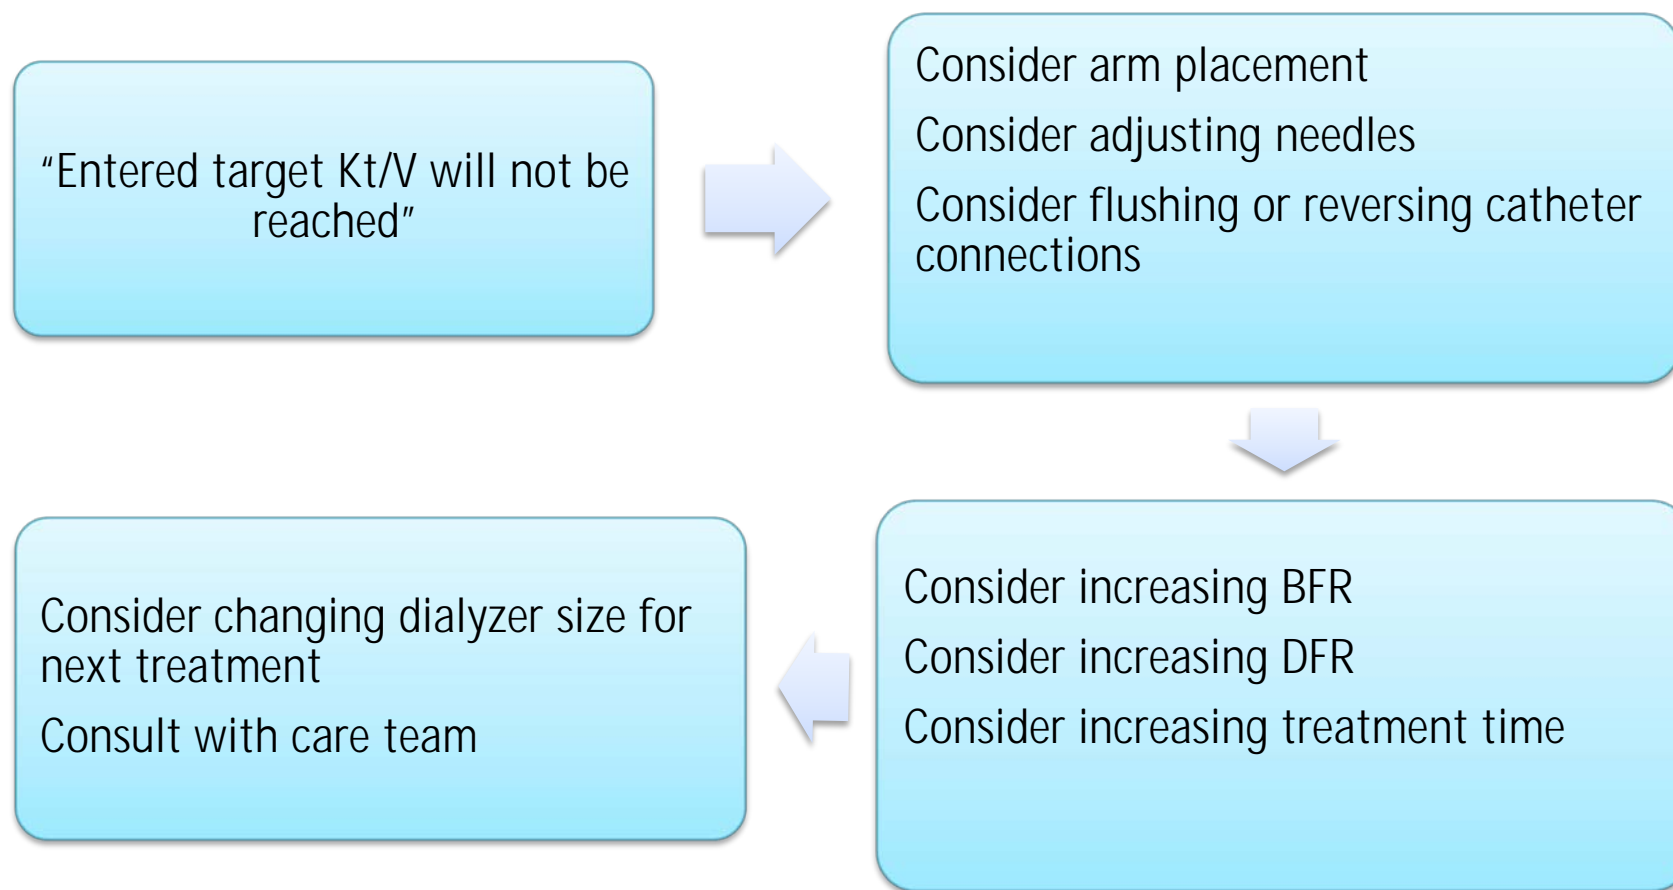 “Entered target Kt/V will not be
reached”
Consider arm placement
Consider adjusting needles
Consider flushing or reversing catheter
connections
Consider increasing BFR
Consider increasing DFR
Consider increasing treatment time
Consider changing dialyzer size for
next treatment
Consult with care team